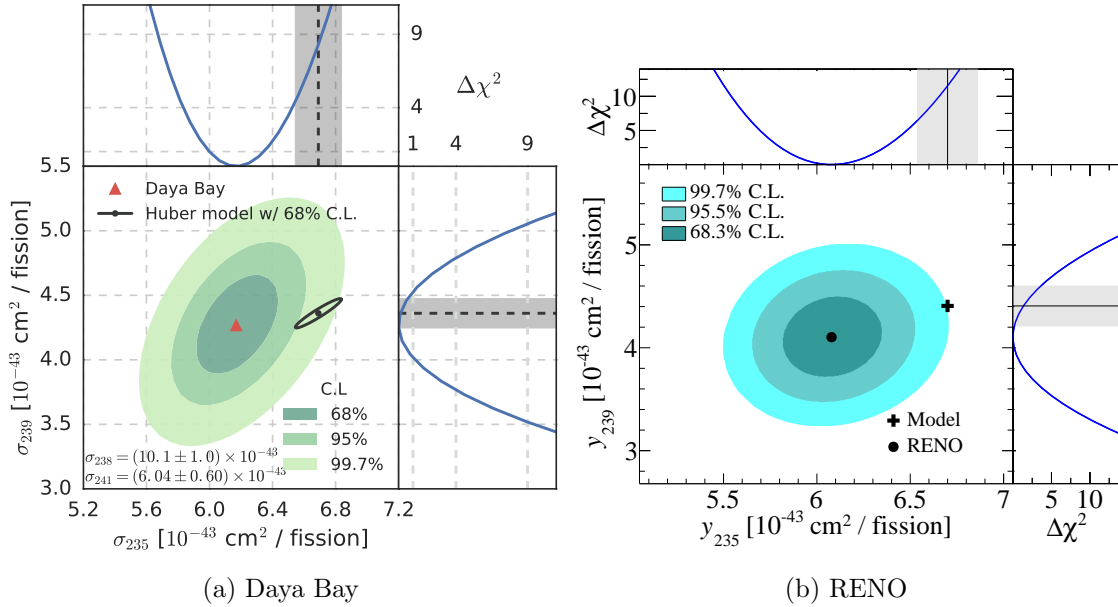 9
4
Δχ²
1 4 9
5.5
5.0
4.5
4.0
3.5
3.0
σ₂₃₉ [10⁻⁴³ cm² / fission]
Daya Bay
Huber model w/ 68% C.L.
C.L
68%
95%
99.7%
σ₂₃₈ = (10.1 ± 1.0) × 10⁻⁴³
σ₂₄₁ = (6.04 ± 0.60) × 10⁻⁴³
5.2 5.6 6.0 6.4 6.8 7.2
σ₂₃₅ [10⁻⁴³ cm² / fission]
(a) Daya Bay
Δχ²
10
5
99.7% C.L.
95.5% C.L.
68.3% C.L.
y₂₃₉ [10⁻⁴³ cm² / fission]
5
4
3
Model
RENO
5.5 6 6.5 7
y₂₃₅ [10⁻⁴³ cm² / fission]
5 10
Δχ²
(b) RENO